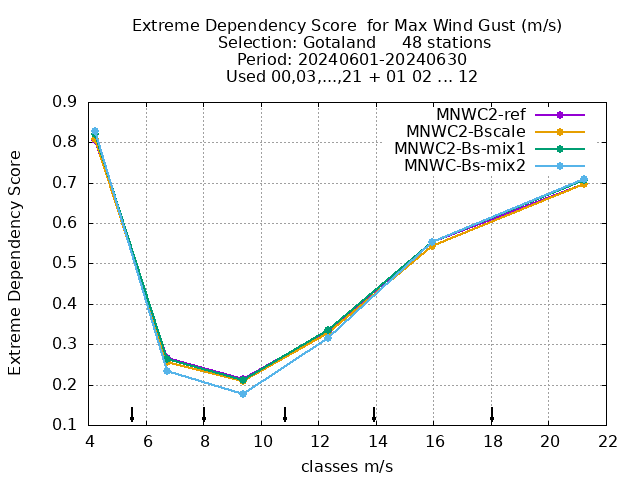 Extreme Dependency Score  for Max Wind Gust (m/s)
Selection: Gotaland     48 stations
Period: 20240601-20240630
Used 00,03,...,21 + 01 02 ... 12
MNWC2-ref
MNWC2-Bscale
MNWC2-Bs-mix1
MNWC-Bs-mix2
Extreme Dependency Score
0.9
0.8
0.7
0.6
0.5
0.4
0.3
0.2
0.1
4 6 8 10 12 14 16 18 20 22
classes m/s